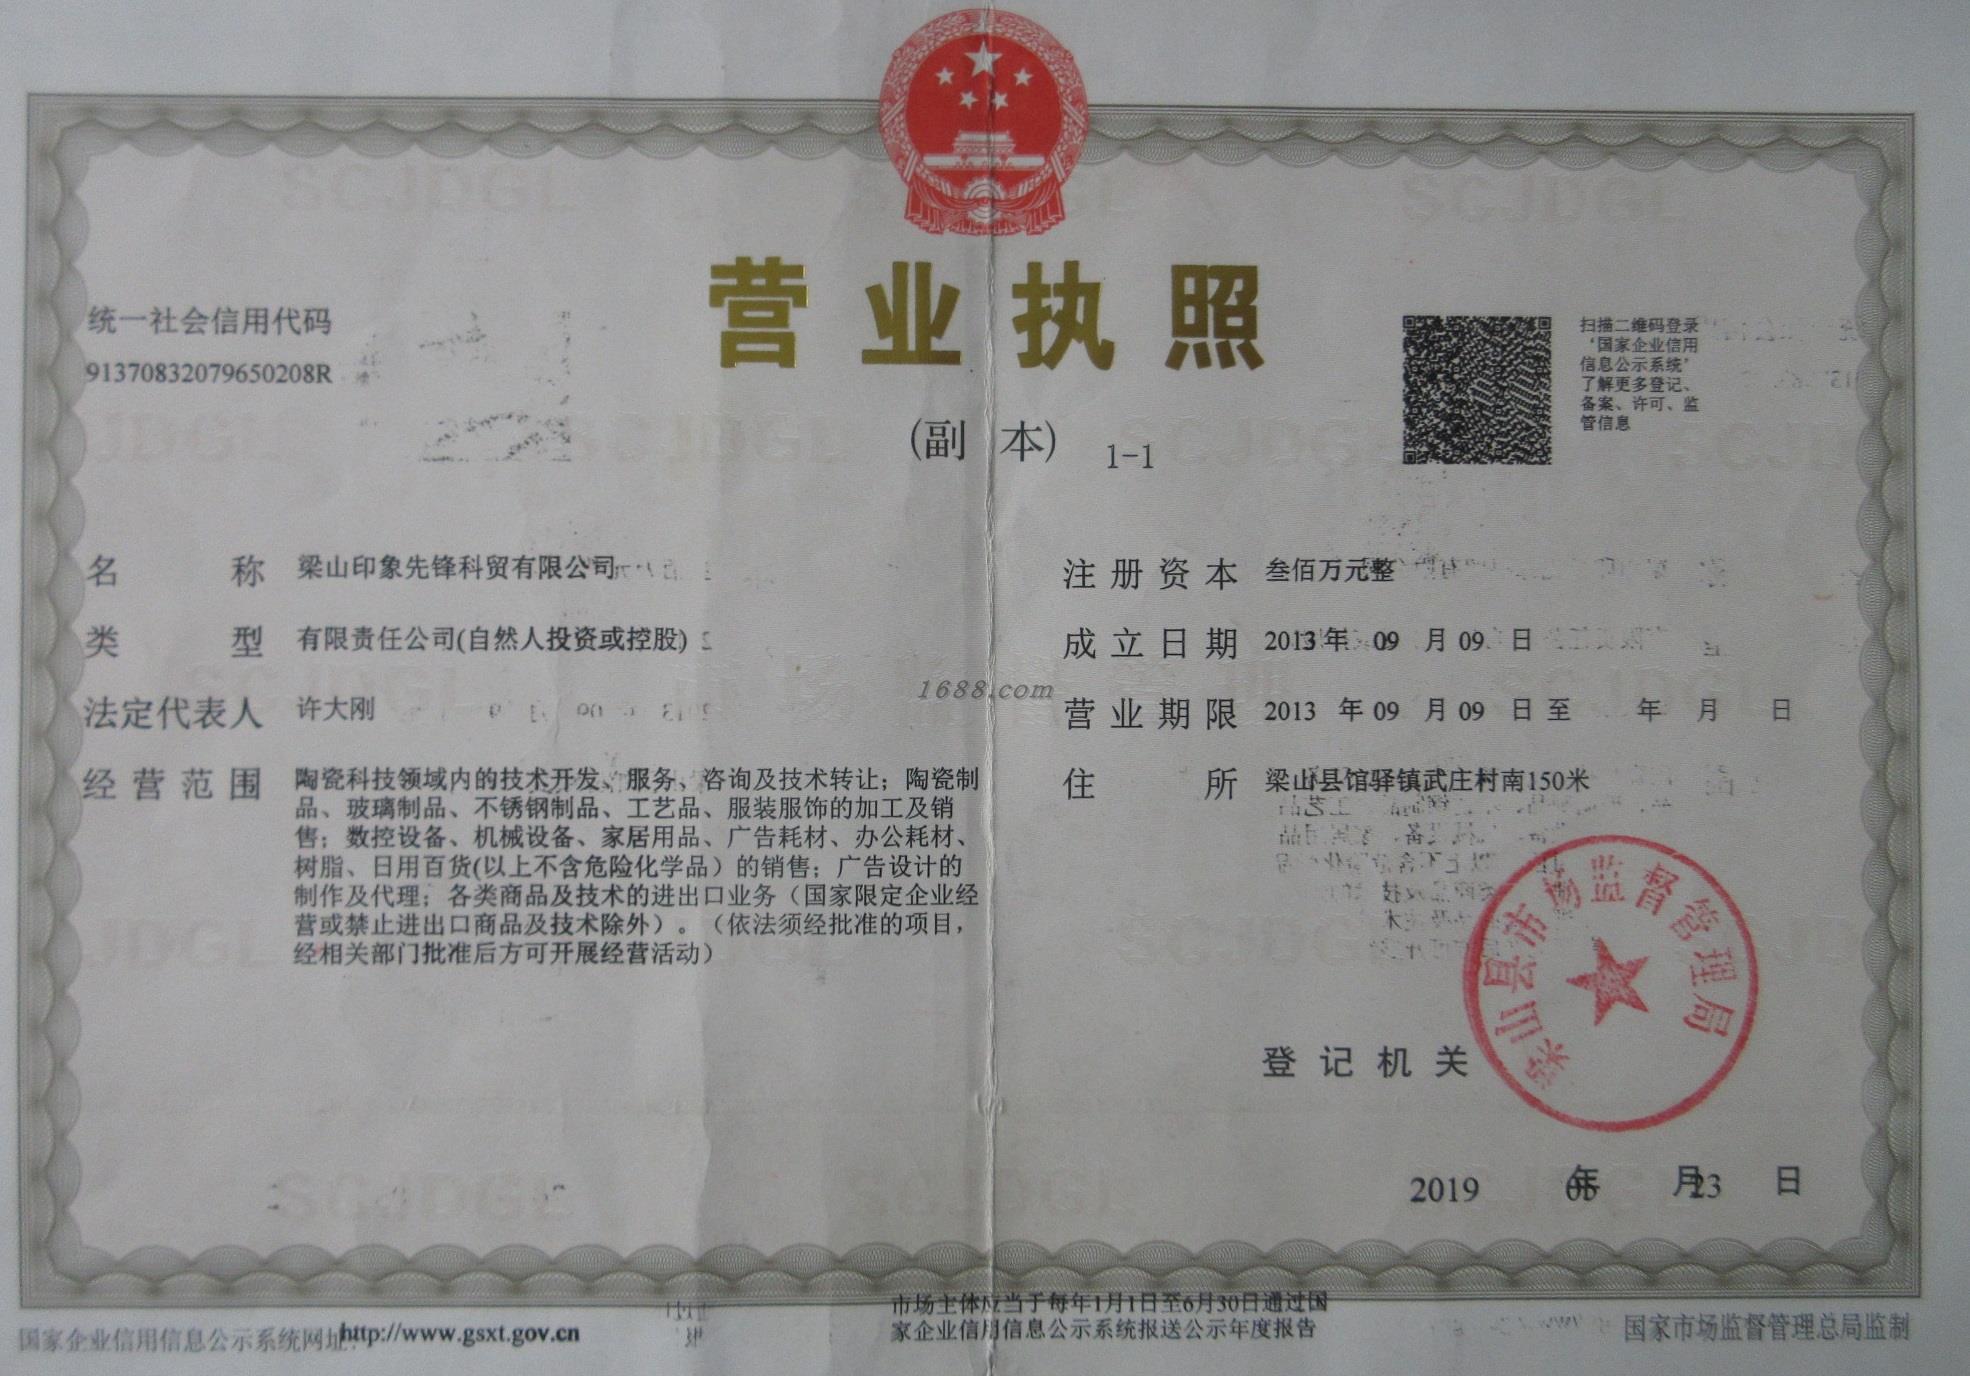 营业执照
(副 本) 1-1
统一社会信用代码
91370832079650208R
扫描二维码登录
‘国家企业信用
信息公示系统’
了解更多登记、
备案、许可、监
管信息
名 称 梁山印象先锋科贸有限公司
类 型 有限责任公司(自然人投资或控股)
法定代表人 许大刚
经营范围 陶瓷科技领域内的技术开发、服务、咨询及技术转让；陶瓷制
品、玻璃制品、不锈钢制品、工艺品、服装服饰的加工及销
售；数控设备、机械设备、家居用品、广告耗材、办公耗材、
树脂、日用百货(以上不含危险化学品）的销售；广告设计的
制作及代理；各类商品及技术的进出口业务（国家限定企业经
营或禁止进出口商品及技术除外）。（依法须经批准的项目，
经相关部门批准后方可开展经营活动）
注册资本 叁佰万元整
成立日期 2013年 09 月 09 日
营业期限 2013 年 09 月 09 日 至 年 月 日
住 所 梁山县馆驿镇武庄村南150米
1688.com
登记机关
梁山县市场监督管理局
2019 年 05 月 23 日
国家企业信用信息公示系统网址：http://www.gsxt.gov.cn
市场主体应当于每年1月1日至6月30日通过国
家企业信用信息公示系统报送公示年度报告
国家市场监督管理总局监制